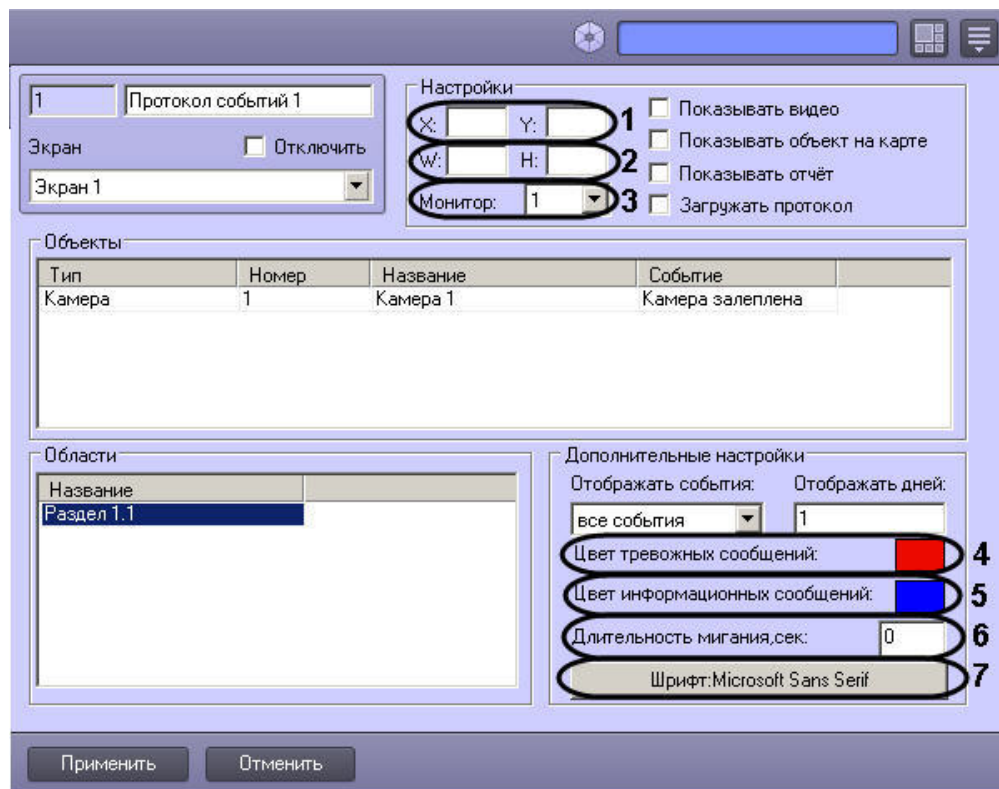 1 Протокол событий 1
Экран Отключить
Экран 1
Настройки
X: Y: 1
W: H: 2
Монитор: 1 3
Показывать видео
Показывать объект на карте
Показывать отчёт
Загружать протокол
Объекты
Тип Номер Название Событие
Камера 1 Камера 1 Камера залеплена
Области
Название
Раздел 1.1
Дополнительные настройки
Отображать события: Отображать дней:
все события 1
Цвет тревожных сообщений: 4
Цвет информационных сообщений: 5
Длительность мигания,сек: 0 6
Шрифт:Microsoft Sans Serif 7
Применить Отменить